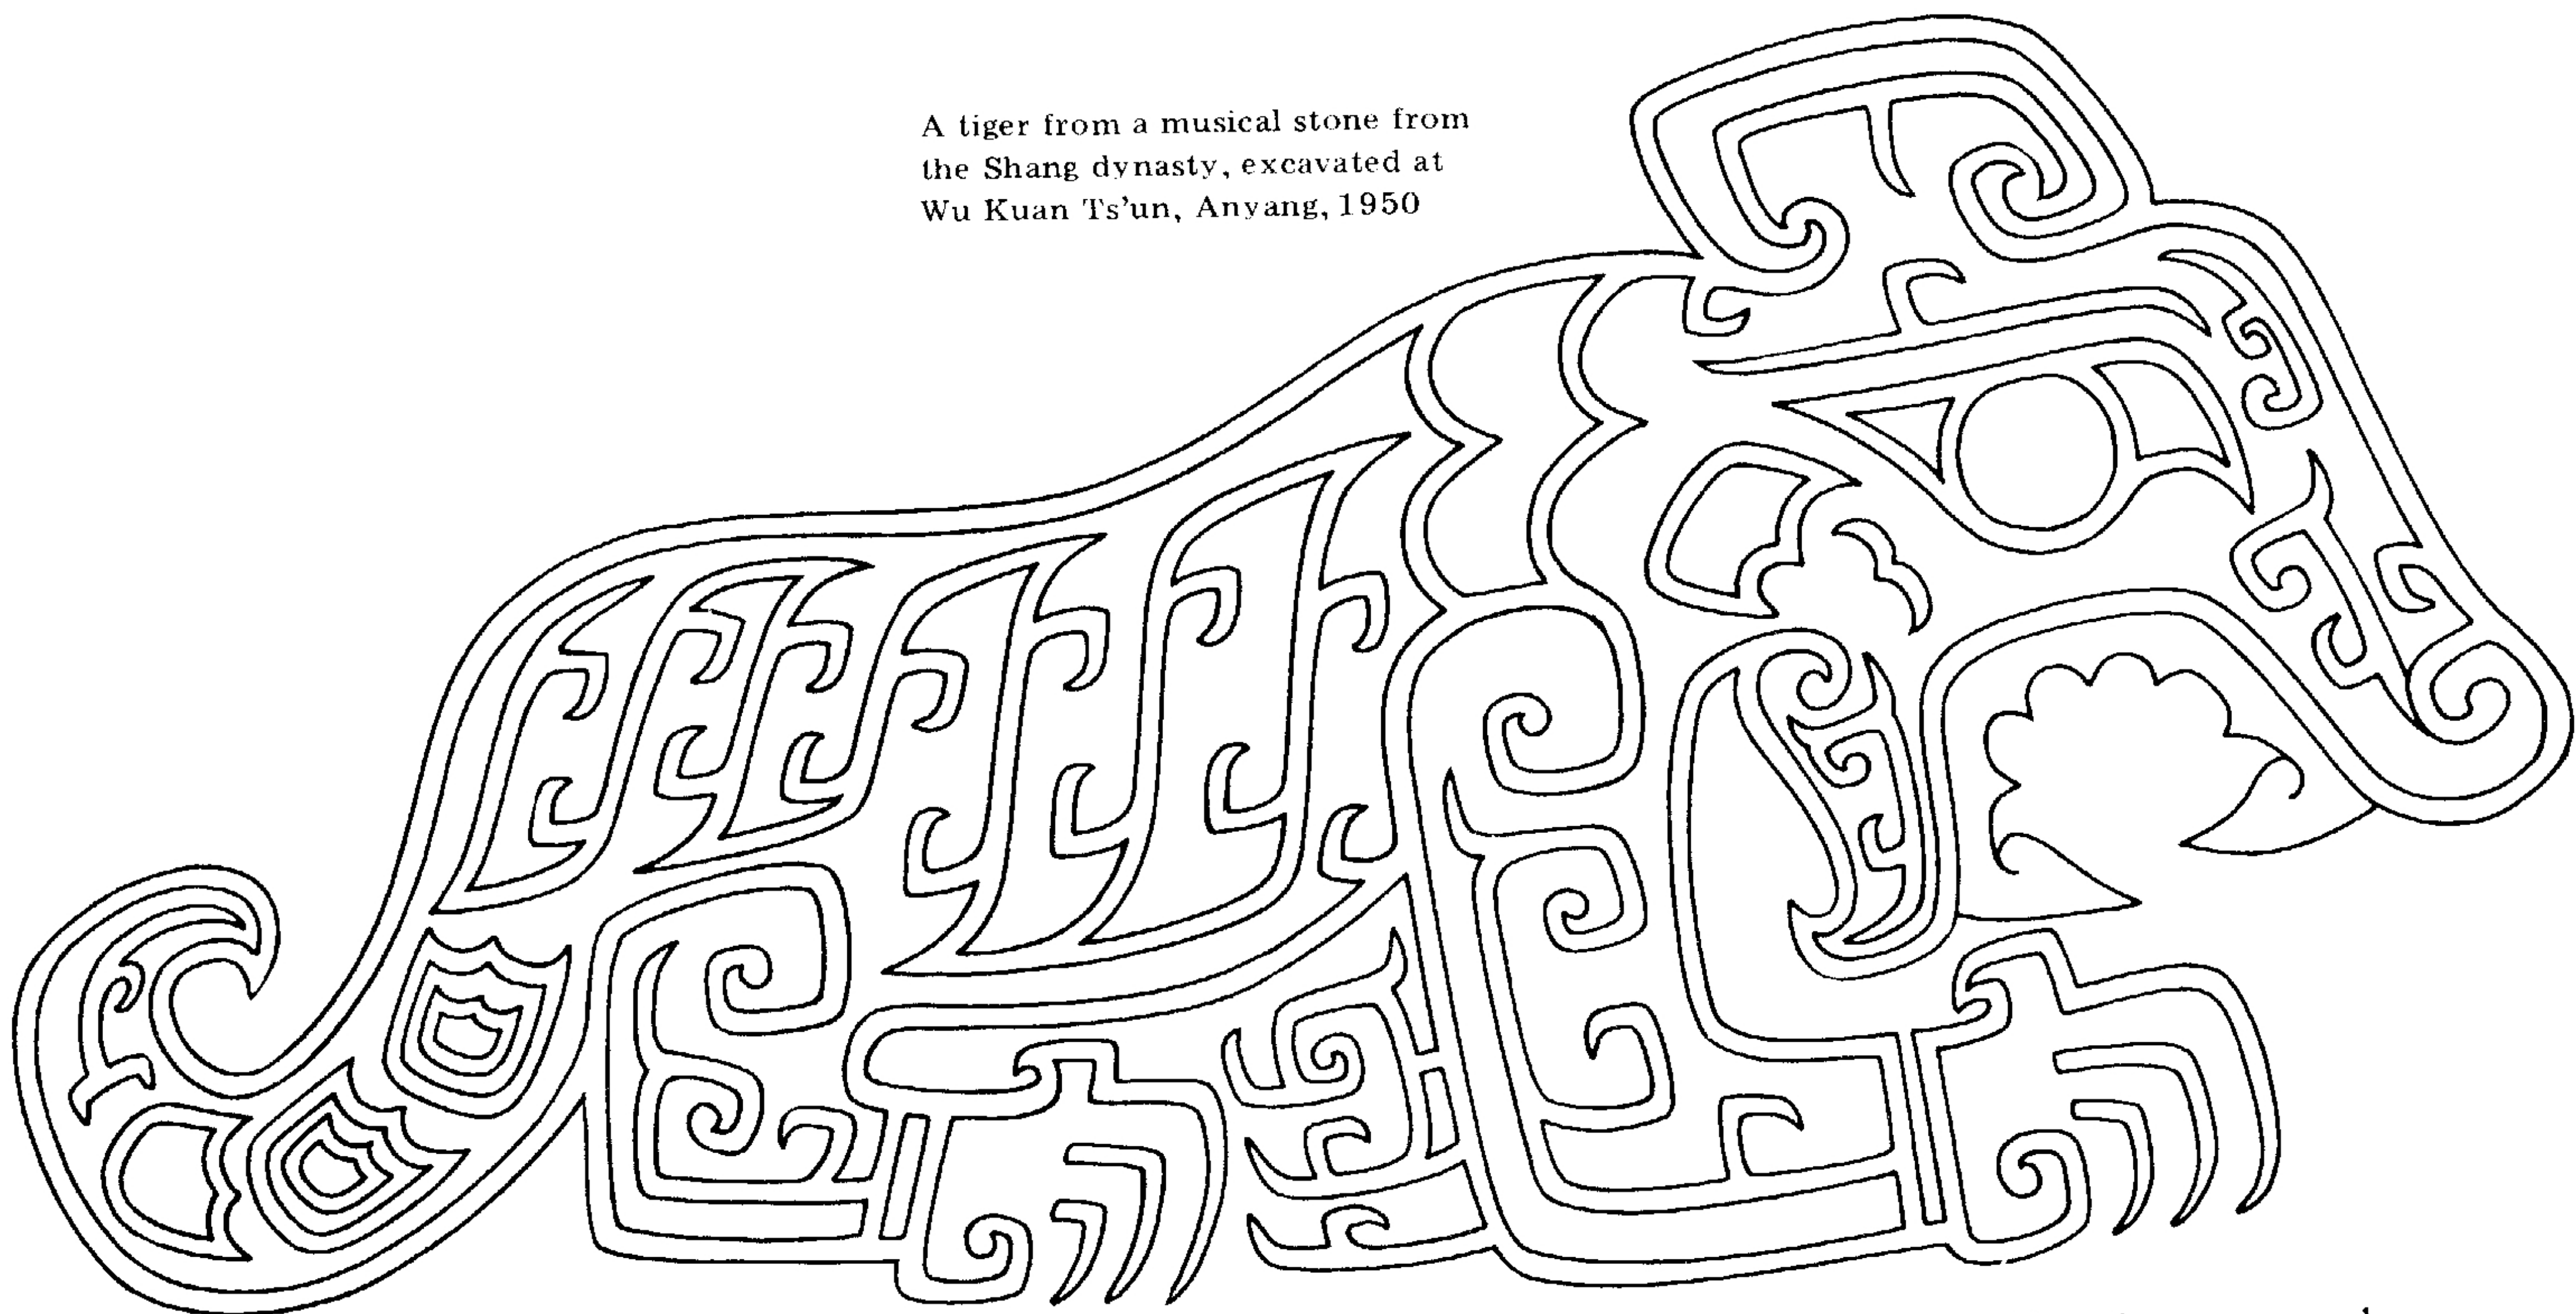 A tiger from a musical stone from
the Shang dynasty, excavated at
Wu Kuan Ts'un, Anyang, 1950